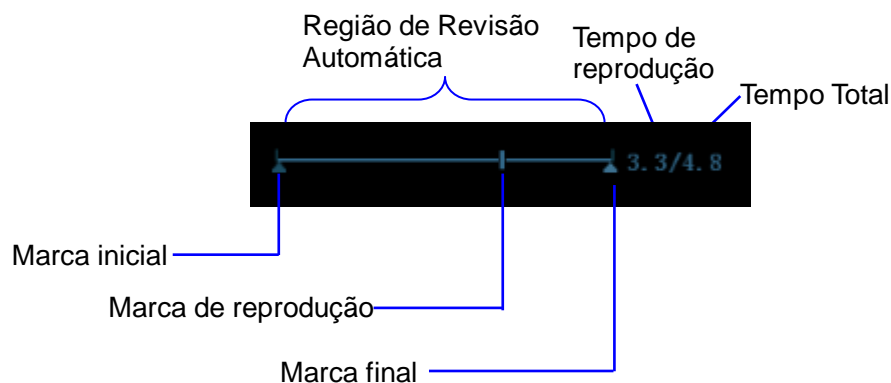 Região de Revisão
Automática
Tempo de
reprodução
Tempo Total
3.3/4.8
Marca inicial
Marca de reprodução
Marca final